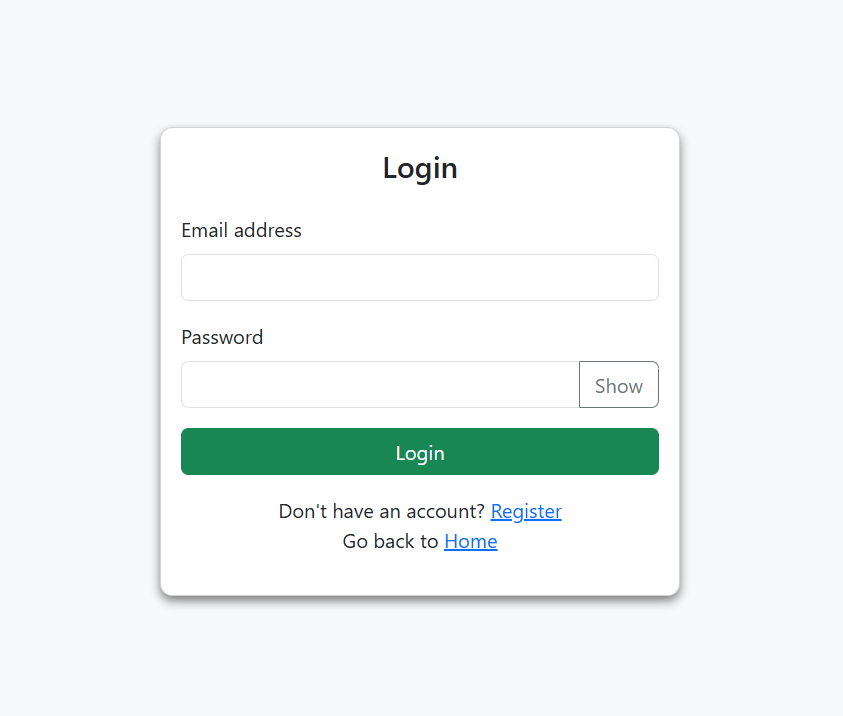 Login
Email address
Password
Show
Login
Don't have an account? Register
Go back to Home